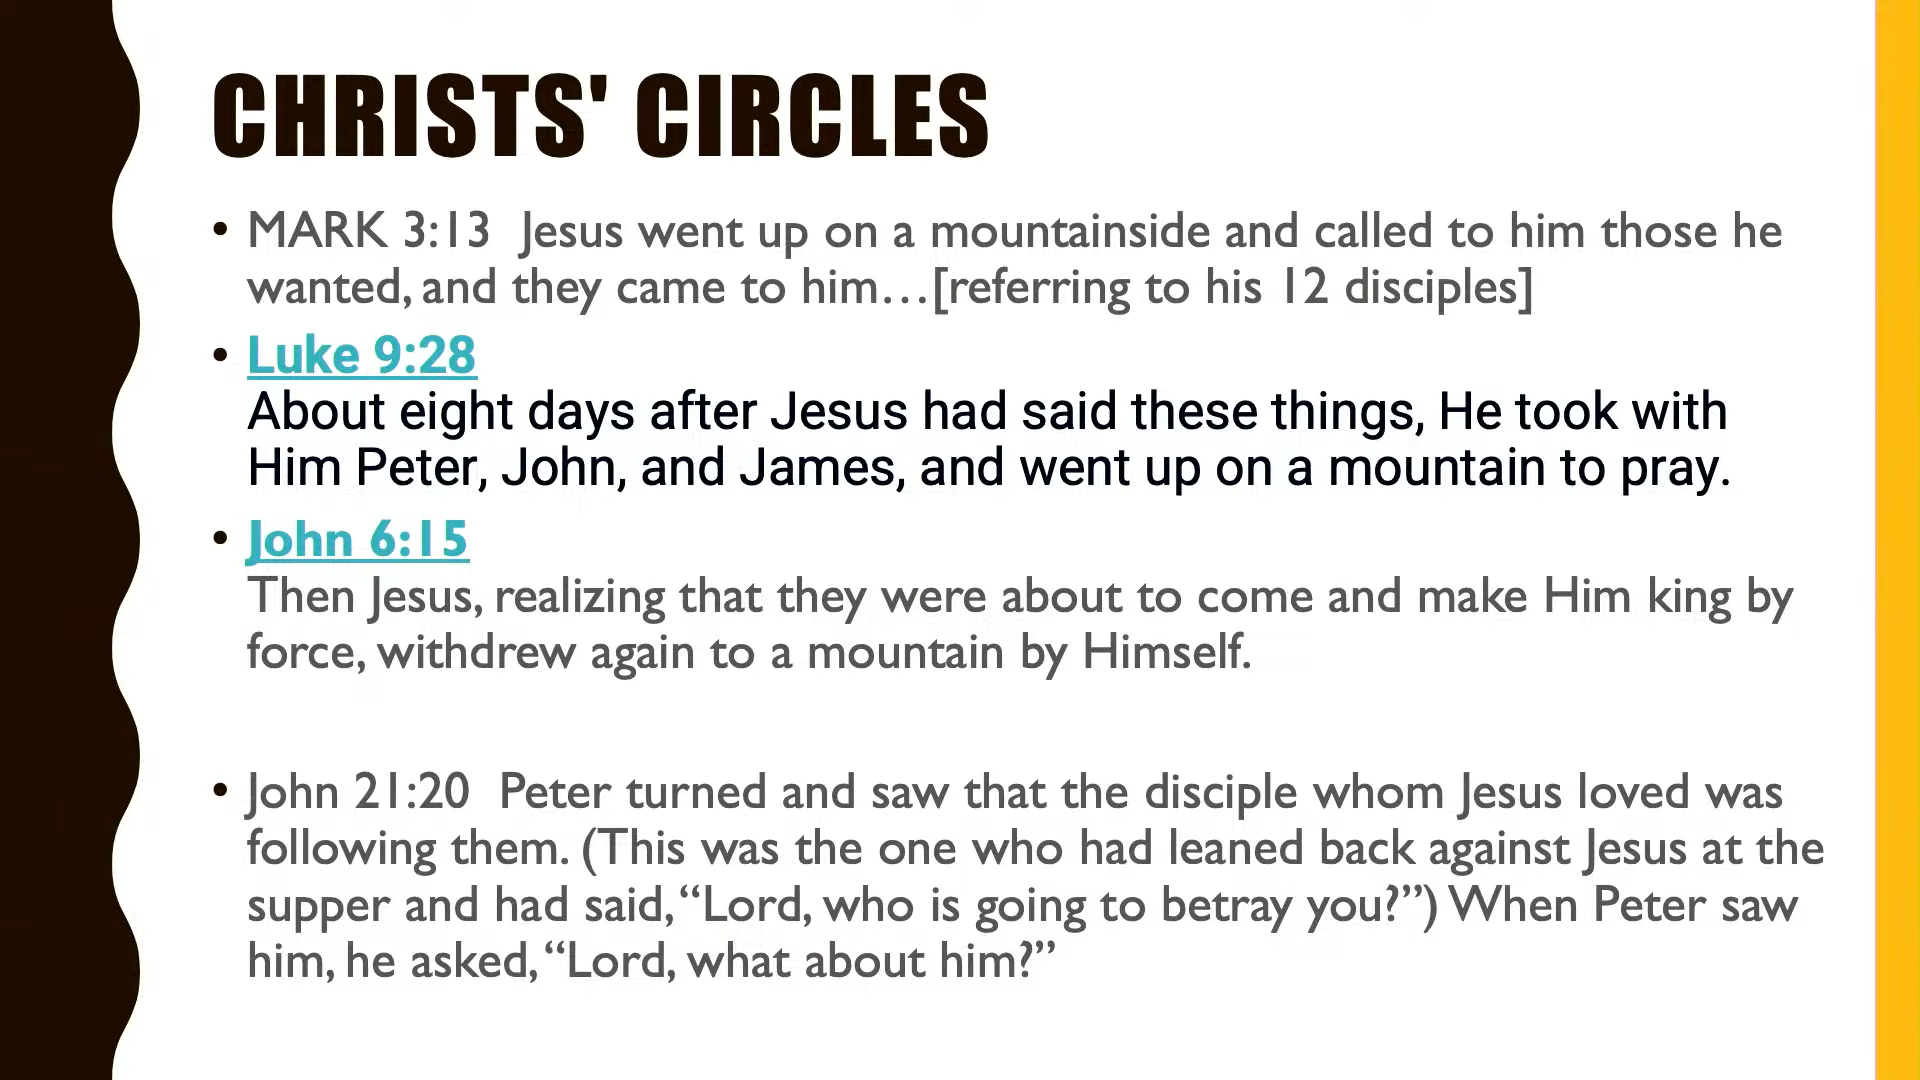 CHRISTS' CIRCLES
• MARK 3:13  Jesus went up on a mountainside and called to him those he
wanted, and they came to him…[referring to his 12 disciples]
• Luke 9:28
About eight days after Jesus had said these things, He took with
Him Peter, John, and James, and went up on a mountain to pray.
• John 6:15
Then Jesus, realizing that they were about to come and make Him king by
force, withdrew again to a mountain by Himself.
• John 21:20  Peter turned and saw that the disciple whom Jesus loved was
following them. (This was the one who had leaned back against Jesus at the
supper and had said, “Lord, who is going to betray you?”) When Peter saw
him, he asked, “Lord, what about him?”